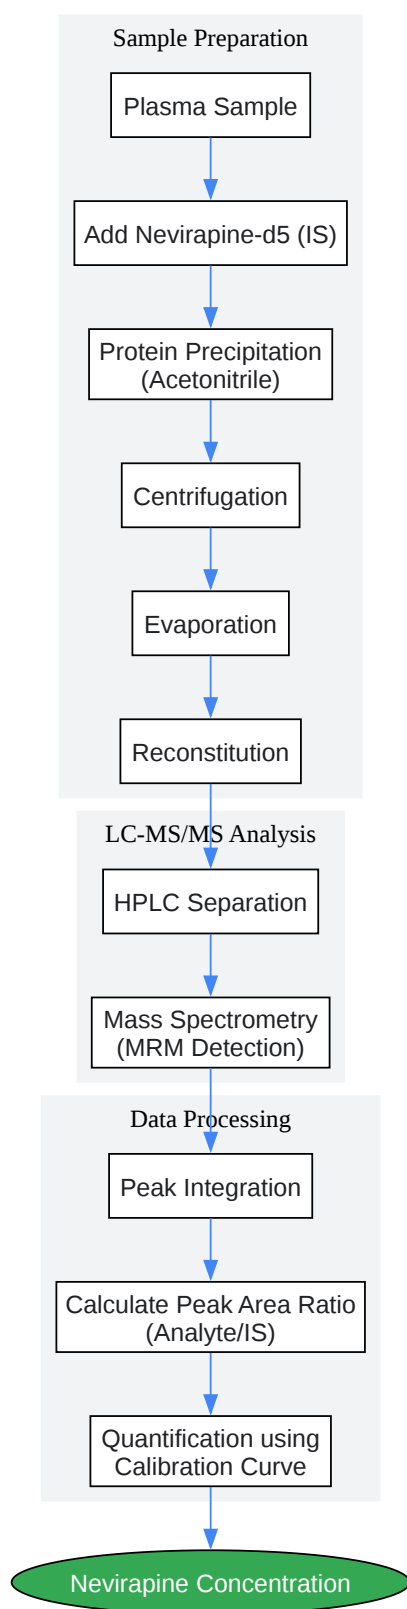 Sample Preparation
Plasma Sample
Add Nevirapine-d5 (IS)
Protein Precipitation
(Acetonitrile)
Centrifugation
Evaporation
Reconstitution
LC-MS/MS Analysis
HPLC Separation
Mass Spectrometry
(MRM Detection)
Data Processing
Peak Integration
Calculate Peak Area Ratio
(Analyte/IS)
Quantification using
Calibration Curve
Nevirapine Concentration